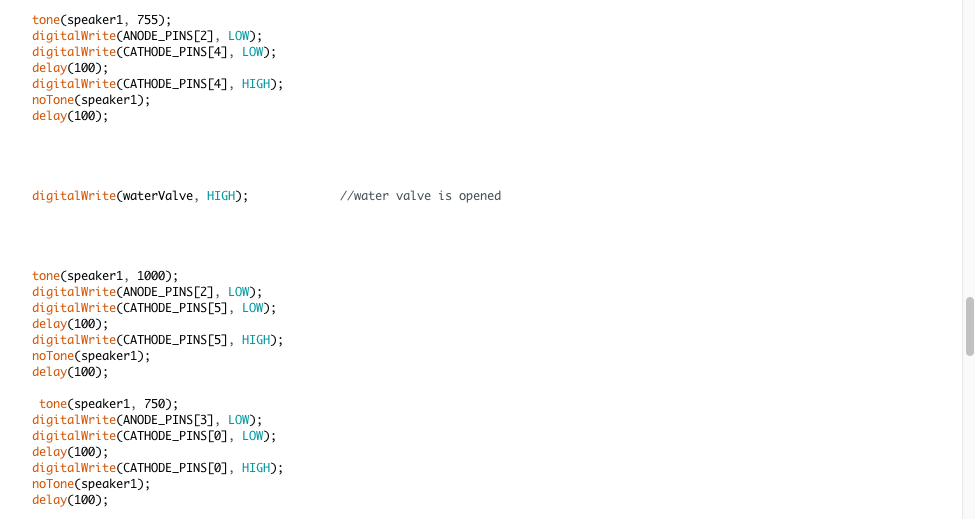 tone(speaker1, 755);
digitalWrite(ANODE_PINS[2], LOW);
digitalWrite(CATHODE_PINS[4], LOW);
delay(100);
digitalWrite(CATHODE_PINS[4], HIGH);
noTone(speaker1);
delay(100);
digitalWrite(waterValve, HIGH); //water valve is opened
tone(speaker1, 1000);
digitalWrite(ANODE_PINS[2], LOW);
digitalWrite(CATHODE_PINS[5], LOW);
delay(100);
digitalWrite(CATHODE_PINS[5], HIGH);
noTone(speaker1);
delay(100);
tone(speaker1, 750);
digitalWrite(ANODE_PINS[3], LOW);
digitalWrite(CATHODE_PINS[0], LOW);
delay(100);
digitalWrite(CATHODE_PINS[0], HIGH);
noTone(speaker1);
delay(100);